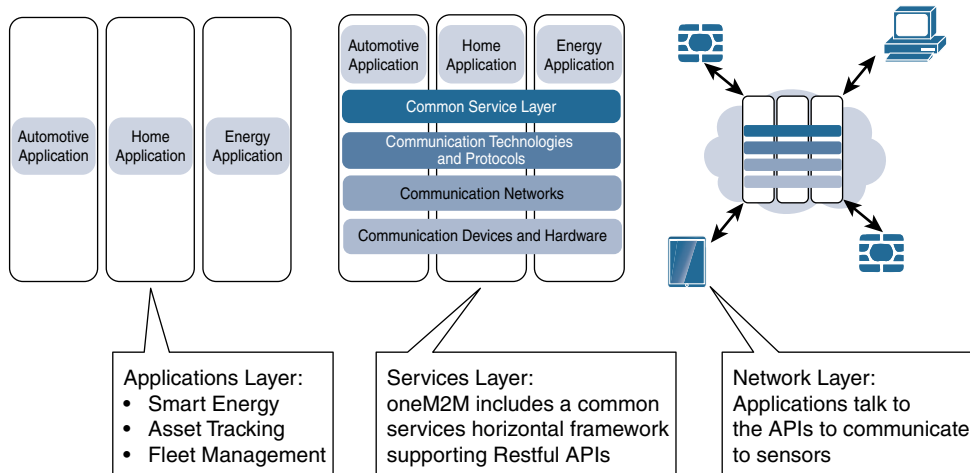 Automotive
Application
Home
Application
Energy
Application
Automotive
Application
Home
Application
Energy
Application
Common Service Layer
Communication Technologies
and Protocols
Communication Networks
Communication Devices and Hardware
Applications Layer:
• Smart Energy
• Asset Tracking
• Fleet Management
Services Layer:
oneM2M includes a common
services horizontal framework
supporting Restful APIs
Network Layer:
Applications talk to
the APIs to communicate
to sensors